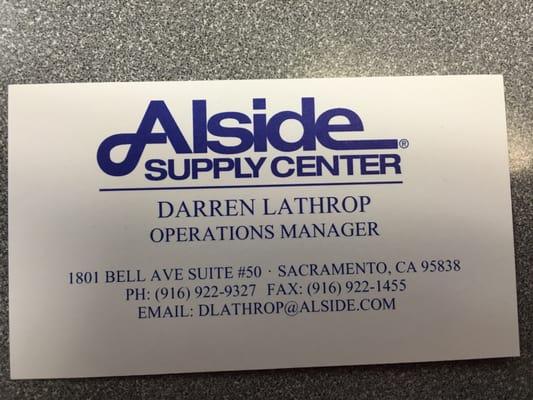 Alside®
SUPPLY CENTER
DARREN LATHROP
OPERATIONS MANAGER
1801 BELL AVE SUITE #50 · SACRAMENTO, CA 95838
PH: (916) 922-9327 FAX: (916) 922-1455
EMAIL: DLATHROP@ALSIDE.COM